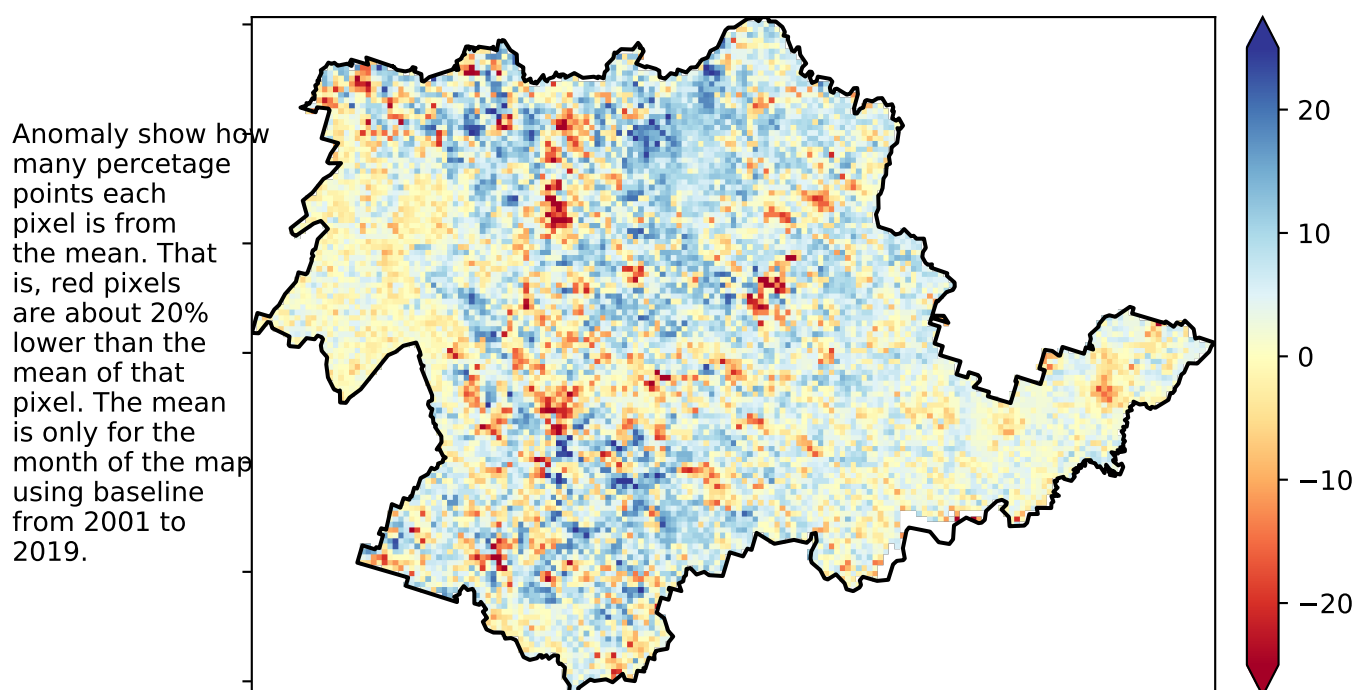 Anomaly show how
many percetage
points each
pixel is from
the mean. That
is, red pixels
are about 20%
lower than the
mean of that
pixel. The mean
is only for the
month of the map
using baseline
from 2001 to
2019.
20
10
0
−10
−20